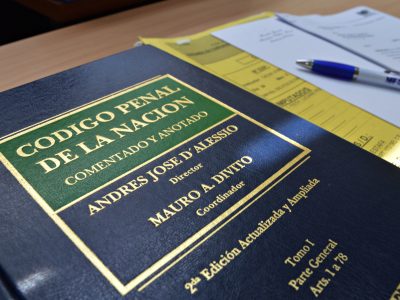 CODIGO PENAL
DE LA NACION
COMENTADO Y ANOTADO
ANDRES JOSE D´ALESSIO
Director
MAURO A. DIVITO
Coordinador
2da Edición Actualizada y Ampliada
Tomo I
Parte General
Arts. 1 a 78